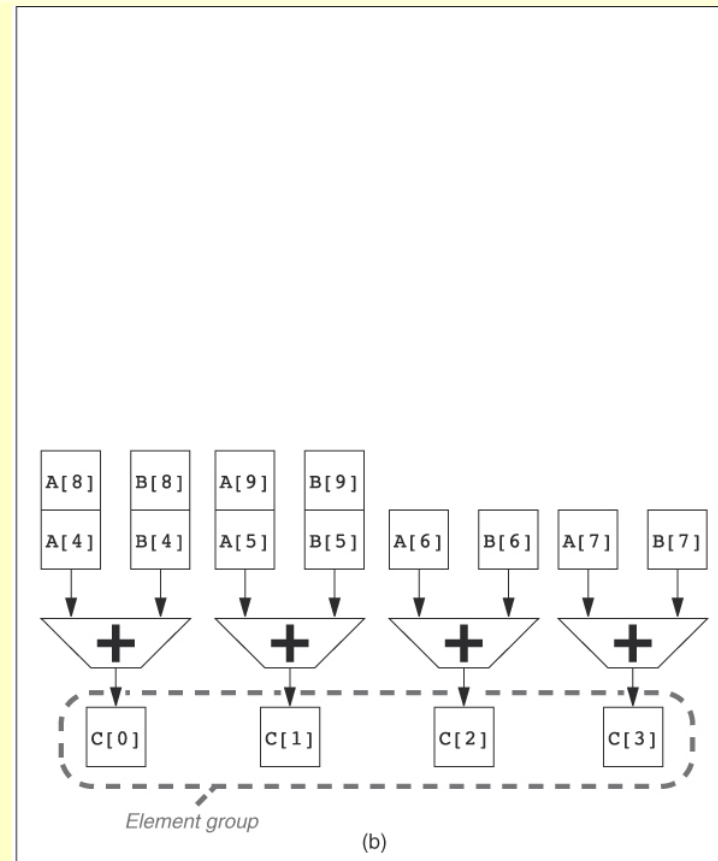 A[8] B[8] A[9] B[9]
A[4] B[4] A[5] B[5] A[6] B[6] A[7] B[7]
+ + + +
C[0] C[1] C[2] C[3]
Element group
(b)